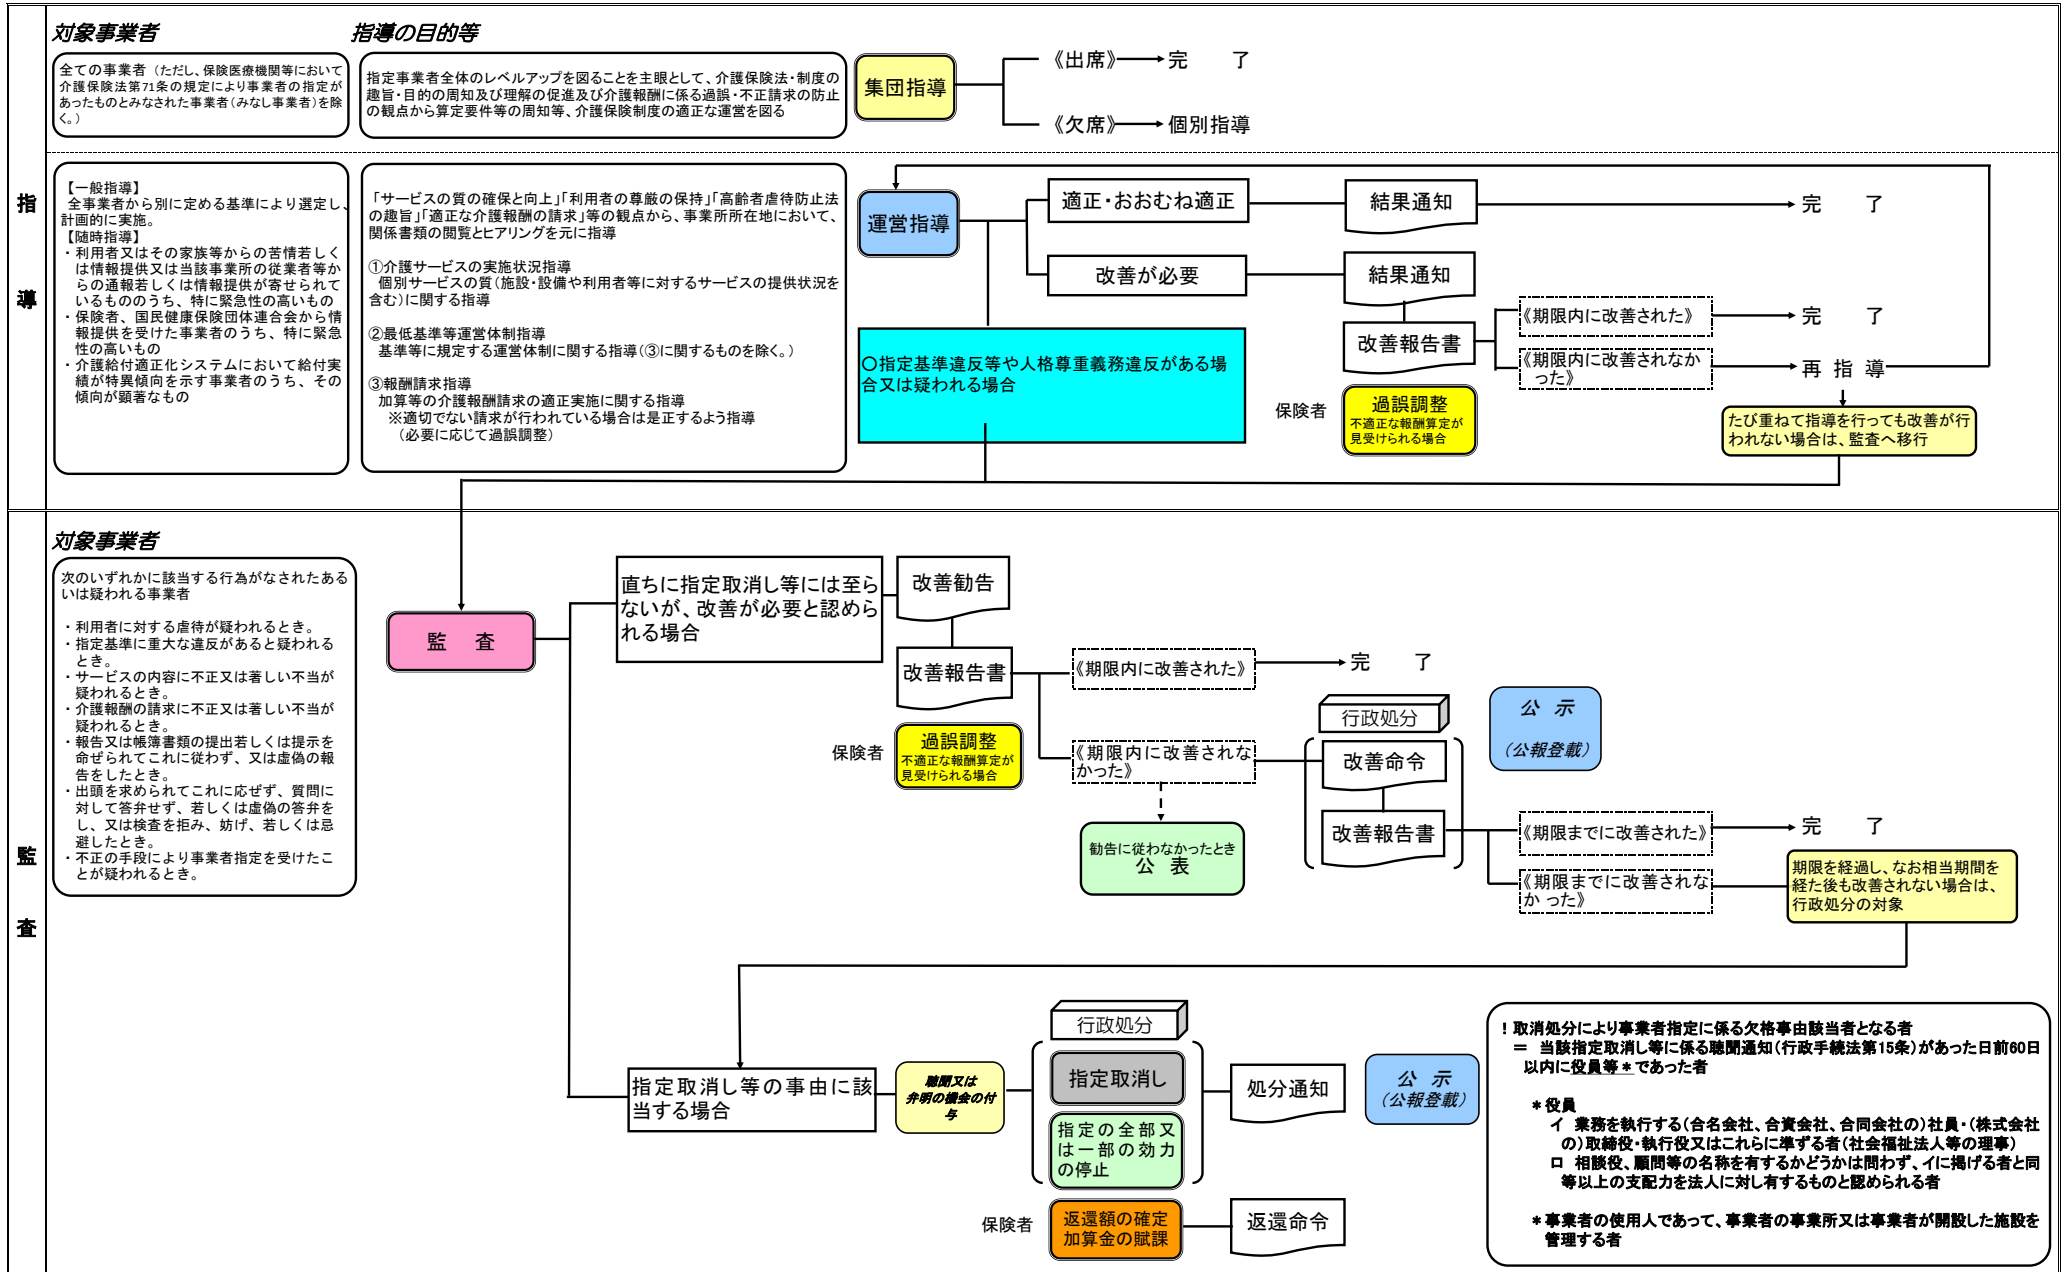 対象事業者
指導の目的等
全ての事業者（ただし、保険医療機関等において
介護保険法第71条の規定により事業者の指定が
あったものとみなされた事業者（みなし事業者）を除
く。）
指定事業者全体のレベルアップを図ることを主眼として、介護保険法・制度の
趣旨・目的の周知及び理解の促進及び介護報酬に係る過誤・不正請求の防止
の観点から算定要件等の周知等、介護保険制度の適正な運営を図る
集団指導
《出席》
完　了
《欠席》
個別指導
指
導
【一般指導】
全事業者から別に定める基準により選定し、
計画的に実施。
【随時指導】
・利用者又はその家族等からの苦情若しく
は情報提供又は当該事業所の従業者等か
らの通報若しくは情報提供が寄せられて
いるもののうち、特に緊急性の高いもの
・保険者、国民健康保険団体連合会から情
報提供を受けた事業者のうち、特に緊急
性の高いもの
・介護給付適正化システムにおいて給付実
績が特異傾向を示す事業者のうち、その
傾向が顕著なもの
「サービスの質の確保と向上」「利用者の尊厳の保持」「高齢者虐待防止法
の趣旨」「適正な介護報酬の請求」等の観点から、事業所所在地において、
関係書類の閲覧とヒアリングを元に指導
①介護サービスの実施状況指導
個別サービスの質（施設・設備や利用者等に対するサービスの提供状況を
含む）に関する指導
②最低基準等運営体制指導
基準等に規定する運営体制に関する指導（③に関するものを除く。）
③報酬請求指導
加算等の介護報酬請求の適正実施に関する指導
※適切でない請求が行われている場合は是正するよう指導
（必要に応じて過誤調整）
運営指導
適正・おおむね適正
結果通知
完　了
改善が必要
結果通知
改善報告書
《期限内に改善された》
完　了
《期限内に改善されなか
った》
再 指 導
〇指定基準違反等や人格尊重義務違反がある場
合又は疑われる場合
保険者
過誤調整
不適正な報酬算定が
見受けられる場合
たび重ねて指導を行っても改善が行
われない場合は、監査へ移行
監
査
対象事業者
次のいずれかに該当する行為がなされたある
いは疑われる事業者
・利用者に対する虐待が疑われるとき。
・指定基準に重大な違反があると疑われる
とき。
・サービスの内容に不正又は著しい不当が
疑われるとき。
・介護報酬の請求に不正又は著しい不当が
疑われるとき。
・報告又は帳簿書類の提出若しくは提示を
命ぜられてこれに従わず、又は虚偽の報
告をしたとき。
・出頭を求められてこれに応ぜず、質問に
対して答弁せず、若しくは虚偽の答弁を
し、又は検査を拒み、妨げ、若しくは忌
避したとき。
・不正の手段により事業者指定を受けたこ
とが疑われるとき。
監　査
直ちに指定取消し等には至ら
ないが、改善が必要と認めら
れる場合
改善勧告
改善報告書
《期限内に改善された》
完　了
保険者
過誤調整
不適正な報酬算定が
見受けられる場合
《期限内に改善されな
かった》
勧告に従わなかったとき
公 表
行政処分
改善命令
改善報告書
公 示
（公報登載）
《期限までに改善された》
完　了
《期限までに改善されな
か った》
期限を経過し、なお相当期間を
経た後も改善されない場合は、
行政処分の対象
指定取消し等の事由に該
当する場合
聴聞又は
弁明の機会の付
与
行政処分
指定取消し
指定の全部又
は一部の効力
の停止
処分通知
公 示
（公報登載）
保険者
返還額の確定
加算金の賦課
返還命令
！取消処分により事業者指定に係る欠格事由該当者となる者
＝ 当該指定取消し等に係る聴聞通知（行政手続法第15条）があった日前60日
以内に役員等＊であった者
＊役員
イ 業務を執行する（合名会社、合資会社、合同会社の）社員・（株式会社
の）取締役・執行役又はこれらに準ずる者（社会福祉法人等の理事）
ロ 相談役、顧問等の名称を有するかどうかは問わず、イに掲げる者と同
等以上の支配力を法人に対し有するものと認められる者
＊事業者の使用人であって、事業者の事業所又は事業者が開設した施設を
管理する者